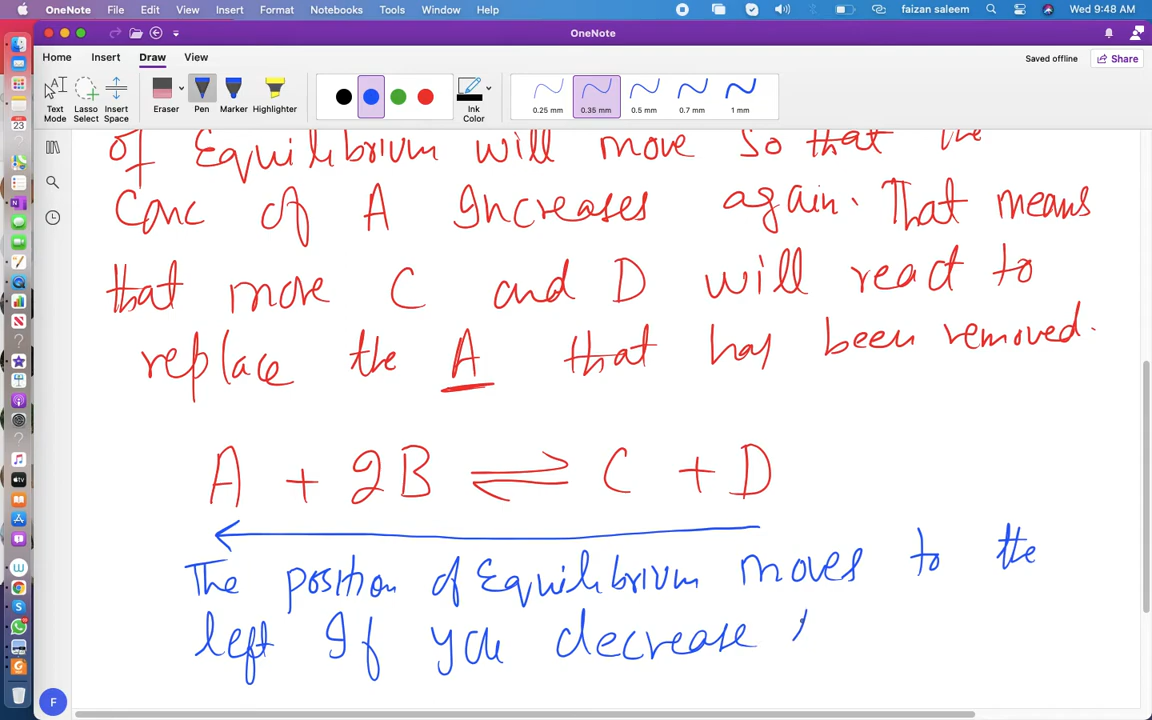 OneNote File Edit View Insert Format Notebooks Tools Window Help faizan saleem Wed 9:48 AM
OneNote
Home Insert Draw View Saved offline Share
Text Mode Lasso Select Insert Space Eraser Pen Marker Highlighter Ink Color 0.25 mm 0.35 mm 0.5 mm 0.7 mm 1 mm
of Equilibrium will move so that the
Conc of A Increases again. That means
that more C and D will react to
replace the A that has been removed.
A + 2B ⇌ C + D
The position of Equilibrium moves to the
left If you decrease
F
23